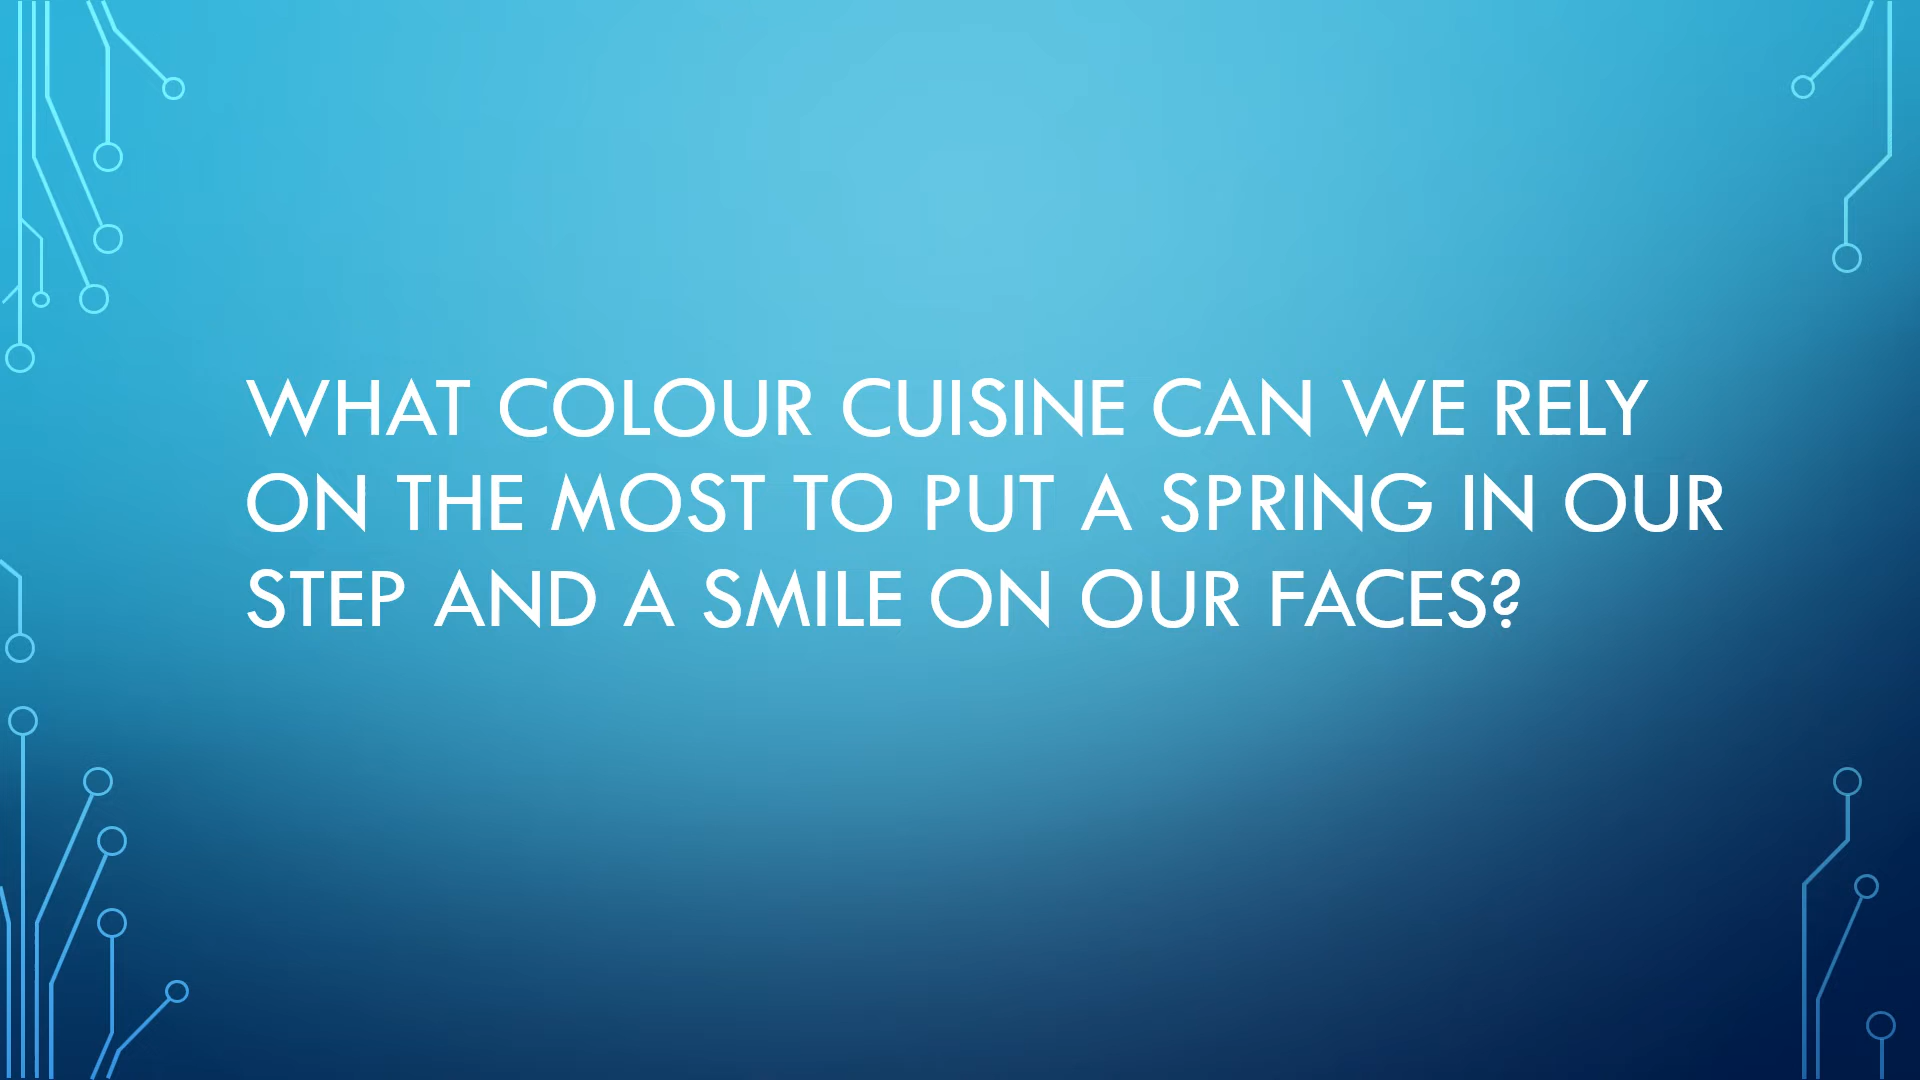 WHAT COLOUR CUISINE CAN WE RELY
ON THE MOST TO PUT A SPRING IN OUR
STEP AND A SMILE ON OUR FACES?